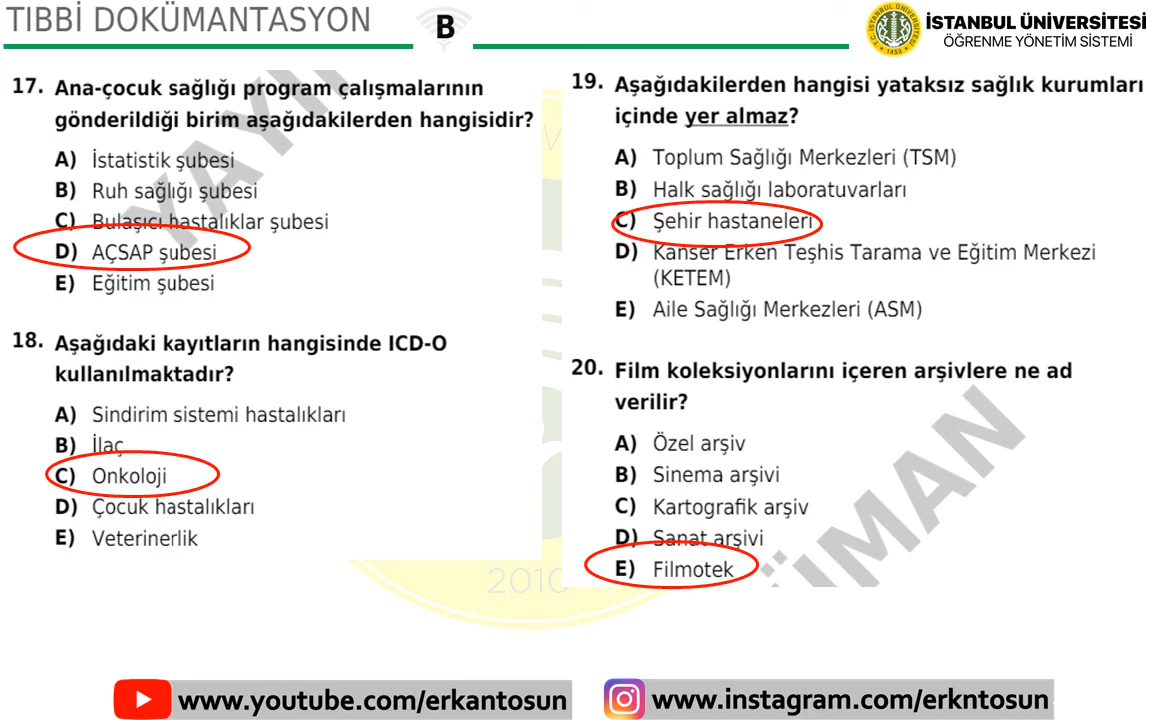 TIBBİ DOKÜMANTASYON
B
İSTANBUL ÜNİVERSİTESİ
ÖĞRENME YÖNETİM SİSTEMİ
17. Ana-çocuk sağlığı program çalışmalarının
gönderildiği birim aşağıdakilerden hangisidir?
A) İstatistik şubesi
B) Ruh sağlığı şubesi
C) Bulaşıcı hastalıklar şubesi
D) AÇSAP şubesi
E) Eğitim şubesi
18. Aşağıdaki kayıtların hangisinde ICD-O
kullanılmaktadır?
A) Sindirim sistemi hastalıkları
B) İlaç
C) Onkoloji
D) Çocuk hastalıkları
E) Veterinerlik
19. Aşağıdakilerden hangisi yataksız sağlık kurumları
içinde yer almaz?
A) Toplum Sağlığı Merkezleri (TSM)
B) Halk sağlığı laboratuvarları
C) Şehir hastaneleri
D) Kanser Erken Teşhis Tarama ve Eğitim Merkezi
(KETEM)
E) Aile Sağlığı Merkezleri (ASM)
20. Film koleksiyonlarını içeren arşivlere ne ad
verilir?
A) Özel arşiv
B) Sinema arşivi
C) Kartografik arşiv
D) Sanat arşivi
E) Filmotek
2010
www.youtube.com/erkantosun
www.instagram.com/erkntosun